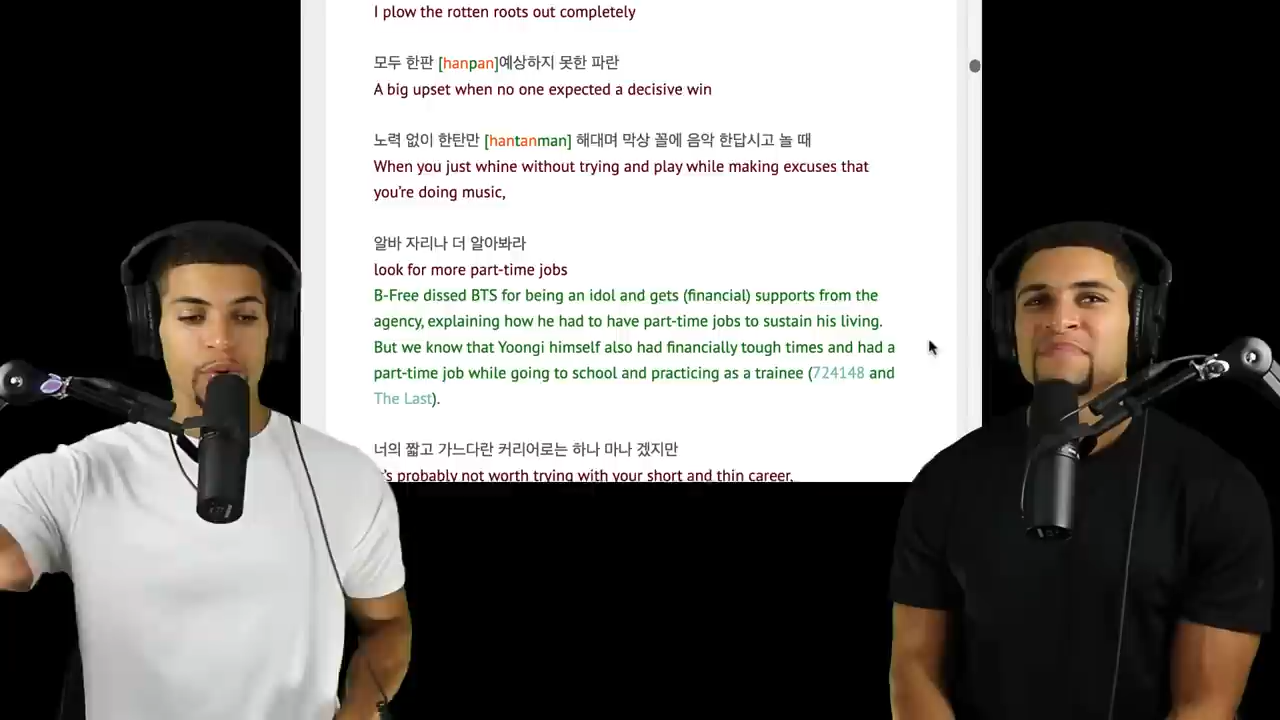 I plow the rotten roots out completely
모두 한판 [hanpan]예상하지 못한 파란
A big upset when no one expected a decisive win
노력 없이 한탄만 [hantanman] 해대며 막상 꼴에 음악 한답시고 놀 때
When you just whine without trying and play while making excuses that
you're doing music,
알바 자리나 더 알아봐라
look for more part-time jobs
B-Free dissed BTS for being an idol and gets (financial) supports from the
agency, explaining how he had to have part-time jobs to sustain his living.
But we know that Yoongi himself also had financially tough times and had a
part-time job while going to school and practicing as a trainee (724148 and
The Last).
너의 짧고 가느다란 커리어로는 하나 마나 겠지만
's probably not worth trying with your short and thin career,